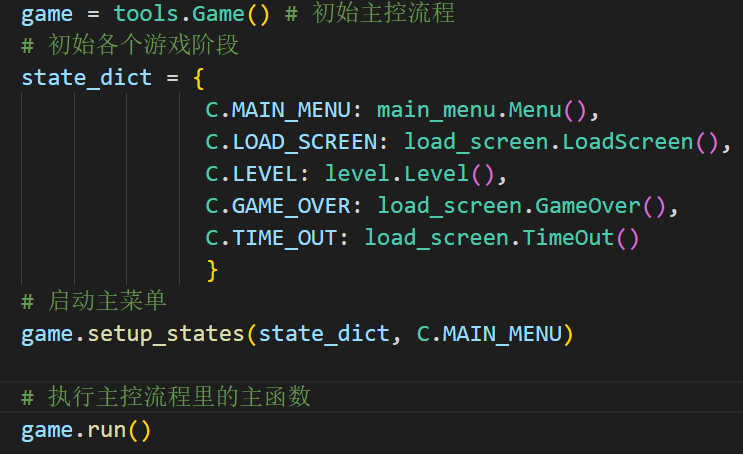 game = tools.Game() # 初始主控流程
# 初始各个游戏阶段
state_dict = {
C.MAIN_MENU: main_menu.Menu(),
C.LOAD_SCREEN: load_screen.LoadScreen(),
C.LEVEL: level.Level(),
C.GAME_OVER: load_screen.GameOver(),
C.TIME_OUT: load_screen.TimeOut()
}
# 启动主菜单
game.setup_states(state_dict, C.MAIN_MENU)
# 执行主控流程里的主函数
game.run()